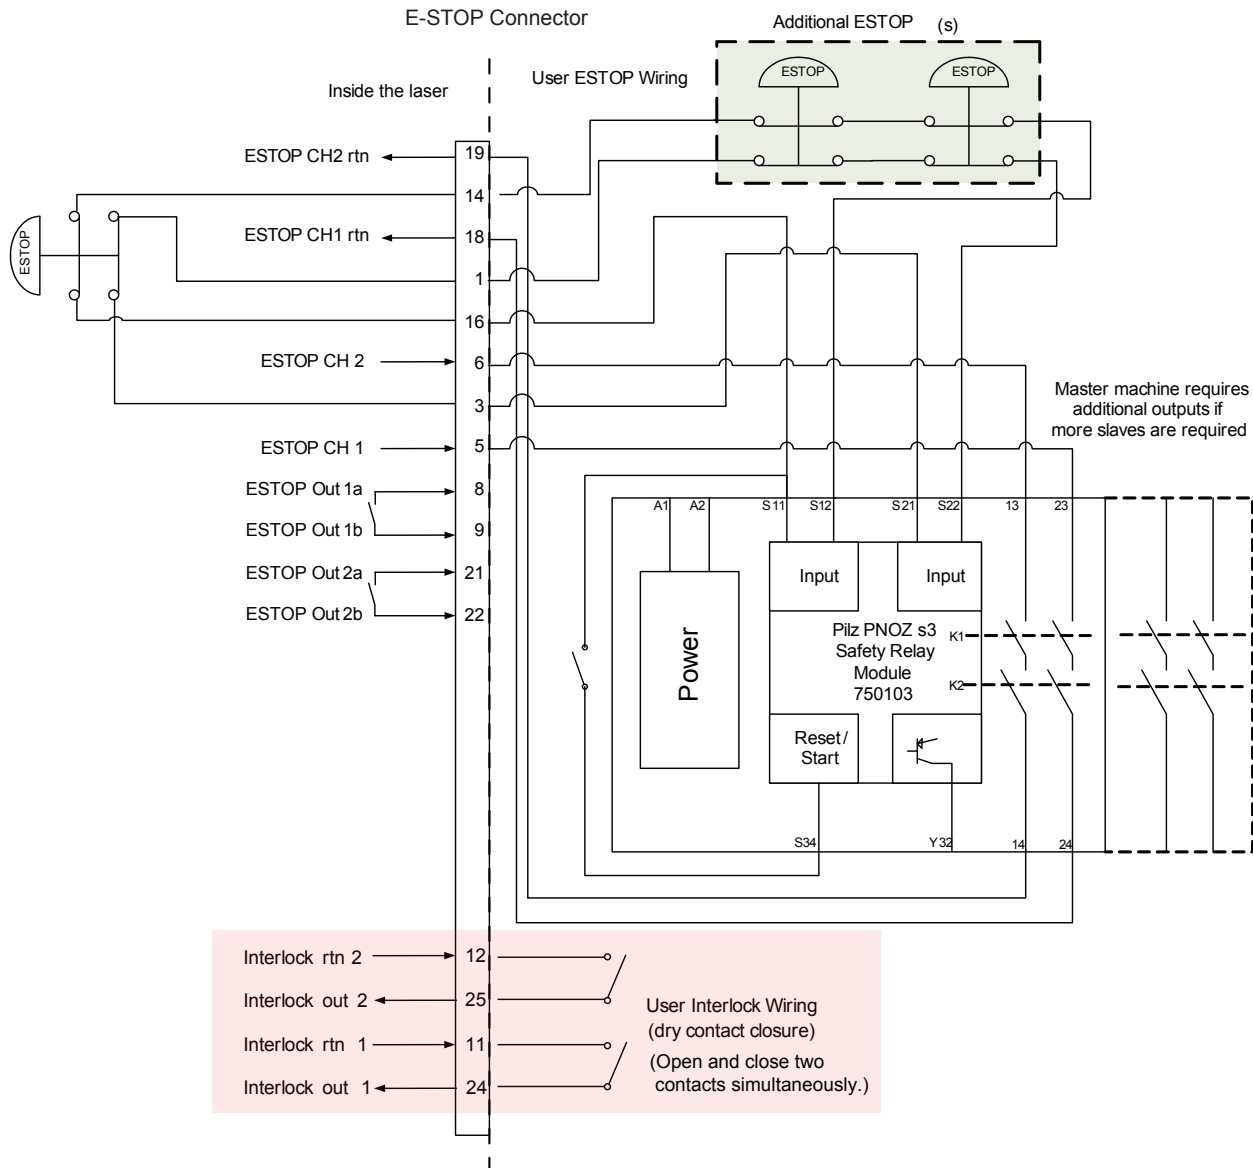 E-STOP Connector
Additional ESTOP (s)
Inside the laser
User ESTOP Wiring
ESTOP
ESTOP
ESTOP CH2 rtn
19
14
ESTOP CH1 rtn
18
ESTOP
1
16
ESTOP CH 2
6
3
ESTOP CH 1
5
Master machine requires
additional outputs if
more slaves are required
ESTOP Out 1a
8
ESTOP Out 1b
9
ESTOP Out 2a
21
ESTOP Out 2b
22
A1
A2
S11
S12
S21
S22
13
23
Input
Input
Power
Pilz PNOZ s3
Safety Relay
Module
750103
K1
K2
Reset/
Start
S34
Y32
14
24
Interlock rtn 2
12
Interlock out 2
25
Interlock rtn 1
11
Interlock out 1
24
User Interlock Wiring
(dry contact closure)
(Open and close two
contacts simultaneously.)